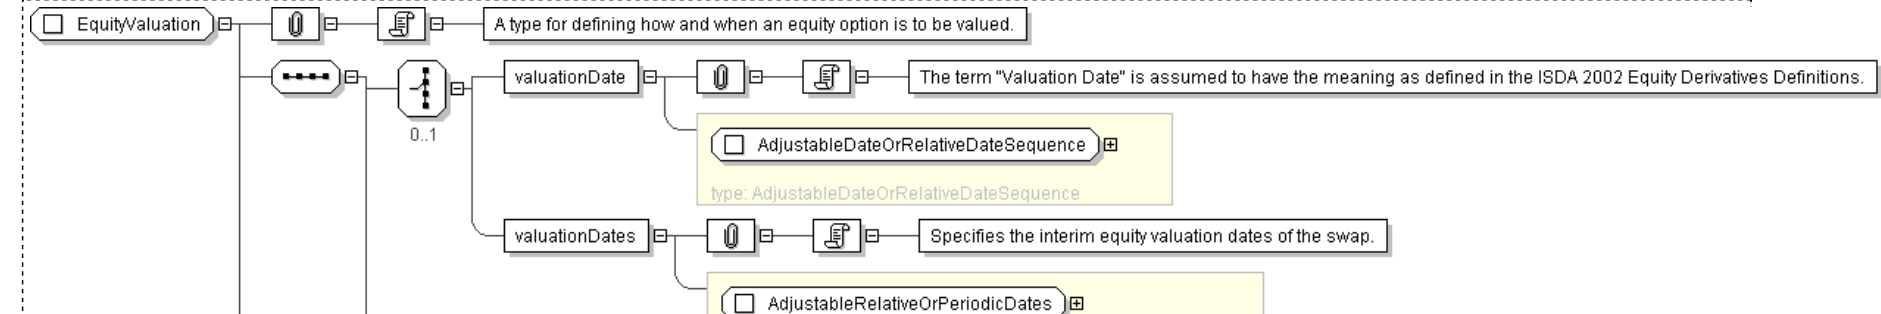 EquityValuation
A type for defining how and when an equity option is to be valued.
valuationDate
The term "Valuation Date" is assumed to have the meaning as defined in the ISDA 2002 Equity Derivatives Definitions.
0..1
AdjustableDateOrRelativeDateSequence
type: AdjustableDateOrRelativeDateSequence
valuationDates
Specifies the interim equity valuation dates of the swap.
AdjustableRelativeOrPeriodicDates